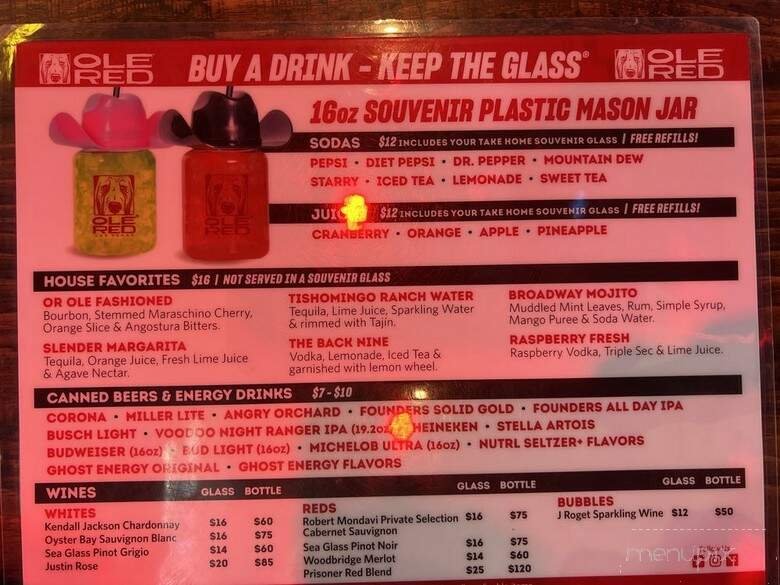 OLE RED
BUY A DRINK - KEEP THE GLASS®
OLE RED
16oz SOUVENIR PLASTIC MASON JAR
SODAS $12 INCLUDES YOUR TAKE HOME SOUVENIR GLASS | FREE REFILLS!
PEPSI • DIET PEPSI • DR. PEPPER • MOUNTAIN DEW
STARRY • ICED TEA • LEMONADE • SWEET TEA
$12 INCLUDES YOUR TAKE HOME SOUVENIR GLASS | FREE REFILLS!
CRANBERRY • ORANGE • APPLE • PINEAPPLE
OLE RED
OLE RED
HOUSE FAVORITES $16 | NOT SERVED IN A SOUVENIR GLASS
OR OLE FASHIONED
Bourbon, Stemmed Maraschino Cherry,
Orange Slice & Angostura Bitters.
SLENDER MARGARITA
Tequila, Orange Juice, Fresh Lime Juice
& Agave Nectar.
TISHOMINGO RANCH WATER
Tequila, Lime Juice, Sparkling Water
& rimmed with Tajin.
THE BACK NINE
Vodka, Lemonade, Iced Tea &
garnished with lemon wheel.
BROADWAY MOJITO
Muddled Mint Leaves, Rum, Simple Syrup,
Mango Puree & Soda Water.
RASPBERRY FRESH
Raspberry Vodka, Triple Sec & Lime Juice.
CANNED BEERS & ENERGY DRINKS $7-$10
CORONA • MILLER LITE • ANGRY ORCHARD • FOUNDERS SOLID GOLD • FOUNDERS ALL DAY IPA
BUSCH LIGHT • VOODOO NIGHT RANGER IPA (19.2oz) HEINEKEN • STELLA ARTOIS
BUDWEISER (16oz) • BUD LIGHT (16oz) • MICHELOB ULTRA (16oz) • NUTRL SELTZER+ FLAVORS
GHOST ENERGY ORIGINAL • GHOST ENERGY FLAVORS
WINES GLASS BOTTLE GLASS BOTTLE GLASS BOTTLE
WHITES
Kendall Jackson Chardonnay $16 $60
Oyster Bay Sauvignon Blanc $16 $75
Sea Glass Pinot Grigio $14 $60
Justin Rose $20 $85
REDS
Robert Mondavi Private Selection $16 $75
Cabernet Sauvignon
Sea Glass Pinot Noir $16 $75
Woodbridge Merlot $14 $60
Prisoner Red Blend $25 $120
BUBBLES
J Roget Sparkling Wine $12 $50
menupix
Follow Us